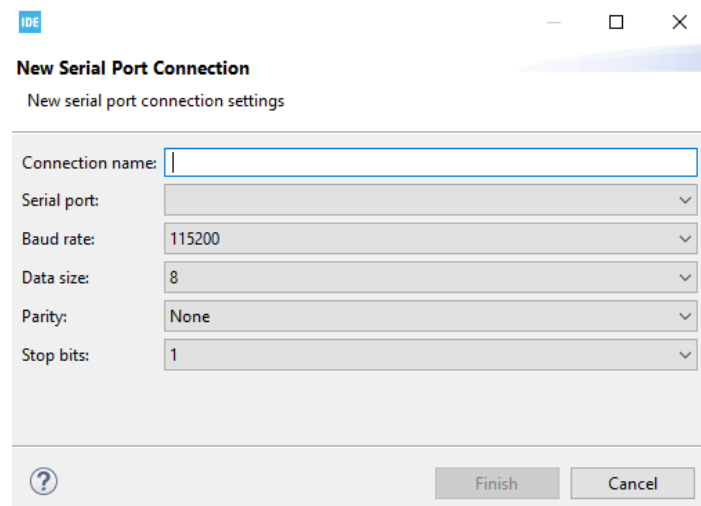 IDE
New Serial Port Connection
New serial port connection settings
Connection name:
Serial port:
Baud rate: 115200
Data size: 8
Parity: None
Stop bits: 1
?
Finish Cancel